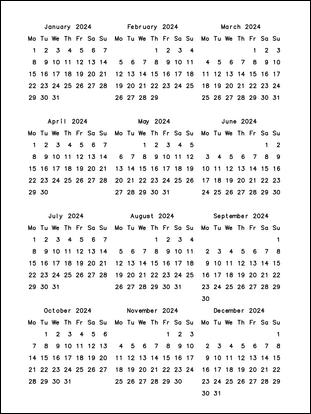 January 2024 February 2024 March 2024
Mo Tu We Th Fr Sa Su Mo Tu We Th Fr Sa Su Mo Tu We Th Fr Sa Su
1 2 3 4 5 6 7 1 2 3 4 1 2 3
8 9 10 11 12 13 14 5 6 7 8 9 10 11 4 5 6 7 8 9 10
15 16 17 18 19 20 21 12 13 14 15 16 17 18 11 12 13 14 15 16 17
22 23 24 25 26 27 28 19 20 21 22 23 24 25 18 19 20 21 22 23 24
29 30 31 26 27 28 29 25 26 27 28 29 30 31
April 2024 May 2024 June 2024
Mo Tu We Th Fr Sa Su Mo Tu We Th Fr Sa Su Mo Tu We Th Fr Sa Su
1 2 3 4 5 6 7 1 2 3 4 5 1 2
8 9 10 11 12 13 14 6 7 8 9 10 11 12 3 4 5 6 7 8 9
15 16 17 18 19 20 21 13 14 15 16 17 18 19 10 11 12 13 14 15 16
22 23 24 25 26 27 28 20 21 22 23 24 25 26 17 18 19 20 21 22 23
29 30 27 28 29 30 31 24 25 26 27 28 29 30
July 2024 August 2024 September 2024
Mo Tu We Th Fr Sa Su Mo Tu We Th Fr Sa Su Mo Tu We Th Fr Sa Su
1 2 3 4 5 6 7 1 2 3 4 1
8 9 10 11 12 13 14 5 6 7 8 9 10 11 2 3 4 5 6 7 8
15 16 17 18 19 20 21 12 13 14 15 16 17 18 9 10 11 12 13 14 15
22 23 24 25 26 27 28 19 20 21 22 23 24 25 16 17 18 19 20 21 22
29 30 31 26 27 28 29 30 31 23 24 25 26 27 28 29
30
October 2024 November 2024 December 2024
Mo Tu We Th Fr Sa Su Mo Tu We Th Fr Sa Su Mo Tu We Th Fr Sa Su
1 2 3 4 5 6 1 2 3 1
7 8 9 10 11 12 13 4 5 6 7 8 9 10 2 3 4 5 6 7 8
14 15 16 17 18 19 20 11 12 13 14 15 16 17 9 10 11 12 13 14 15
21 22 23 24 25 26 27 18 19 20 21 22 23 24 16 17 18 19 20 21 22
28 29 30 31 25 26 27 28 29 30 23 24 25 26 27 28 29
30 31